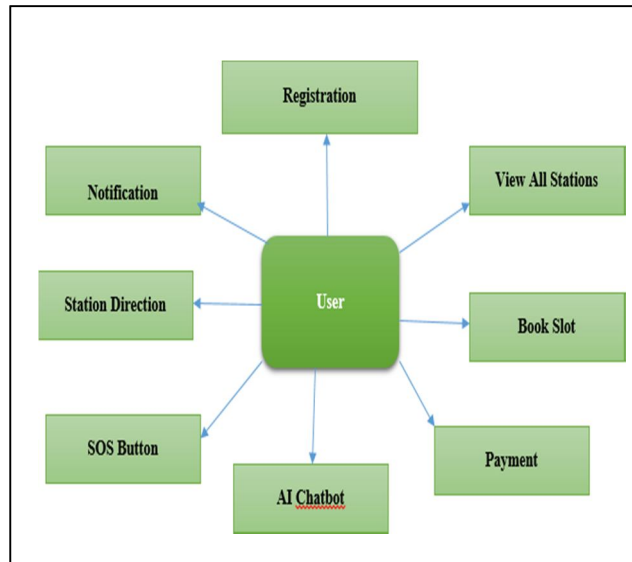 Registration
Notification
View All Stations
Station Direction
User
Book Slot
SOS Button
AI Chatbot
Payment